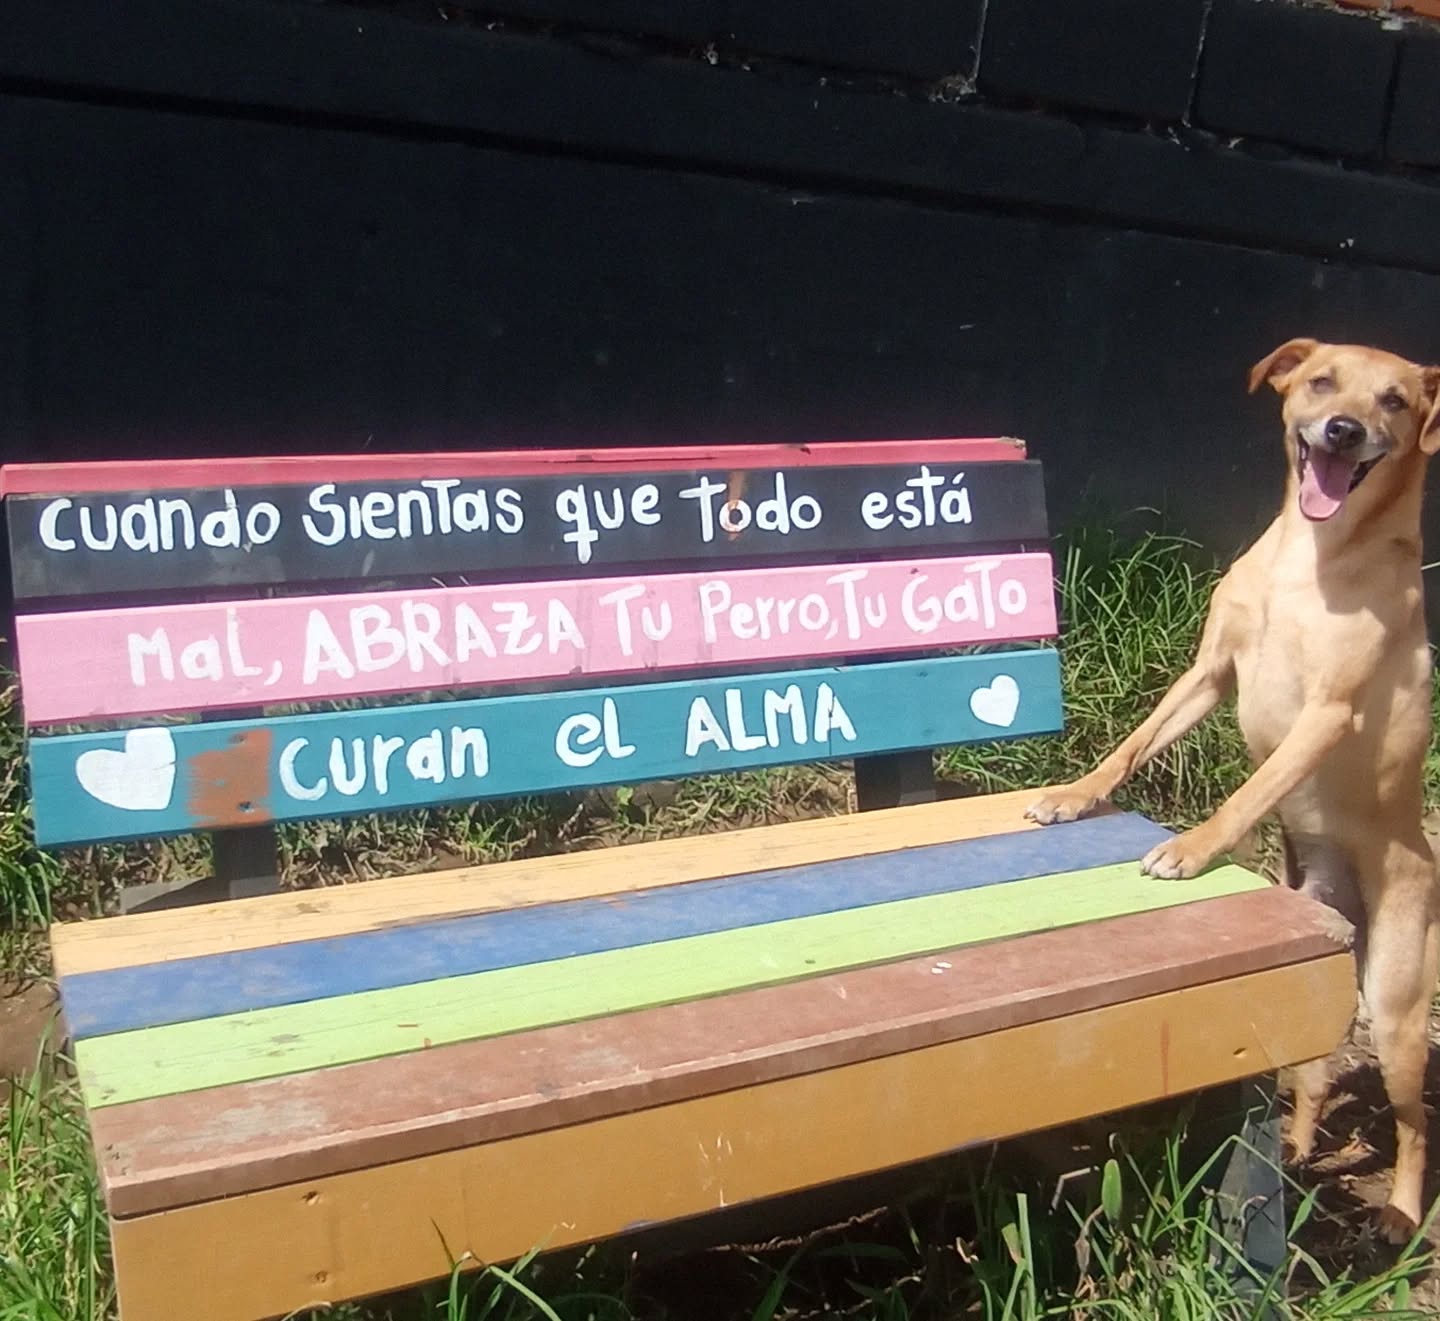 Cuando Sientas que Todo está
Mal, ABRAZA Tu Perro, Tu Gato
curan el ALMA